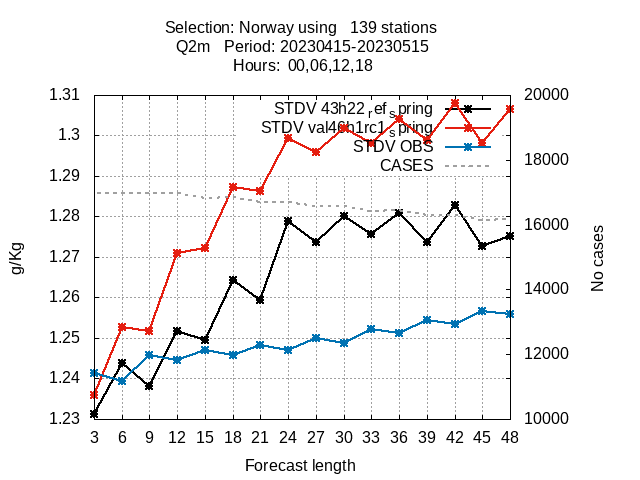 Selection: Norway using 139 stations
Q2m Period: 20230415-20230515
Hours: 00,06,12,18
STDV 43h22_ref_spring
STDV val46h1rc1_spring
STDV OBS
CASES
1.31
1.3
1.29
1.28
1.27
1.26
1.25
1.24
1.23
20000
18000
16000
14000
12000
10000
g/Kg
No cases
3 6 9 12 15 18 21 24 27 30 33 36 39 42 45 48
Forecast length